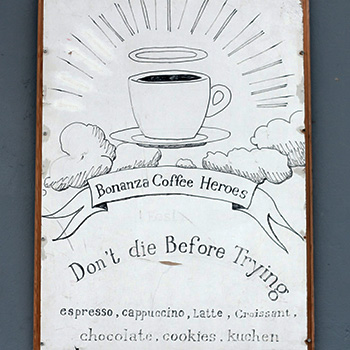 Bonanza Coffee Heroes
Don't die Before Trying
espresso, cappuccino, Latte, Croissant,
chocolate, cookies, kuchen